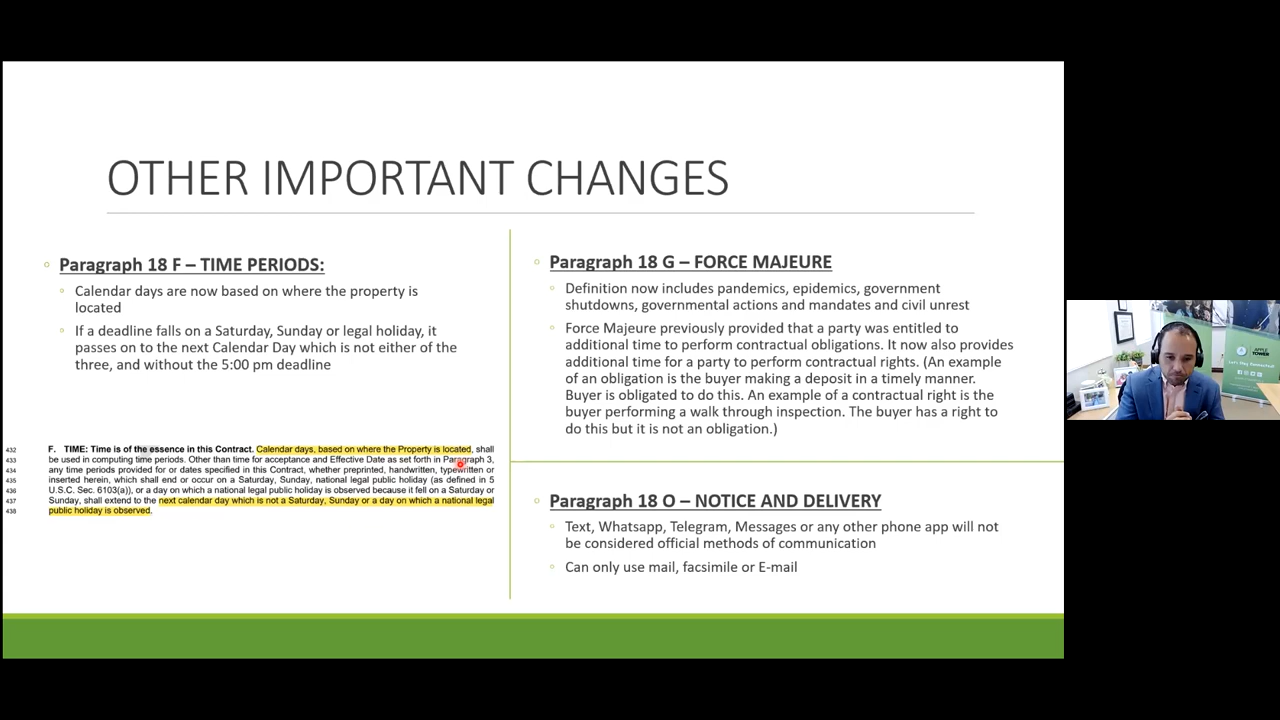 OTHER IMPORTANT CHANGES
Paragraph 18 F – TIME PERIODS:
Calendar days are now based on where the property is
located
If a deadline falls on a Saturday, Sunday or legal holiday, it
passes on to the next Calendar Day which is not either of the
three, and without the 5:00 pm deadline
432 F. TIME: Time is of the essence in this Contract. Calendar days, based on where the Property is located, shall
433 be used in computing time periods. Other than time for acceptance and Effective Date as set forth in Paragraph 3,
434 any time periods provided for or dates specified in this Contract, whether preprinted, handwritten, typewritten or
435 inserted herein, which shall end or occur on a Saturday, Sunday, national legal public holiday (as defined in 5
436 U.S.C. Sec. 6103(a)), or a day on which a national legal public holiday is observed because it fell on a Saturday or
437 Sunday, shall extend to the next calendar day which is not a Saturday, Sunday or a day on which a national legal
438 public holiday is observed.
Paragraph 18 G – FORCE MAJEURE
Definition now includes pandemics, epidemics, government
shutdowns, governmental actions and mandates and civil unrest
Force Majeure previously provided that a party was entitled to
additional time to perform contractual obligations. It now also provides
additional time for a party to perform contractual rights. (An example
of an obligation is the buyer making a deposit in a timely manner.
Buyer is obligated to do this. An example of a contractual right is the
buyer performing a walk through inspection. The buyer has a right to
do this but it is not an obligation.)
Paragraph 18 O – NOTICE AND DELIVERY
Text, Whatsapp, Telegram, Messages or any other phone app will not
be considered official methods of communication
Can only use mail, facsimile or E-mail
APPLE
TOWER